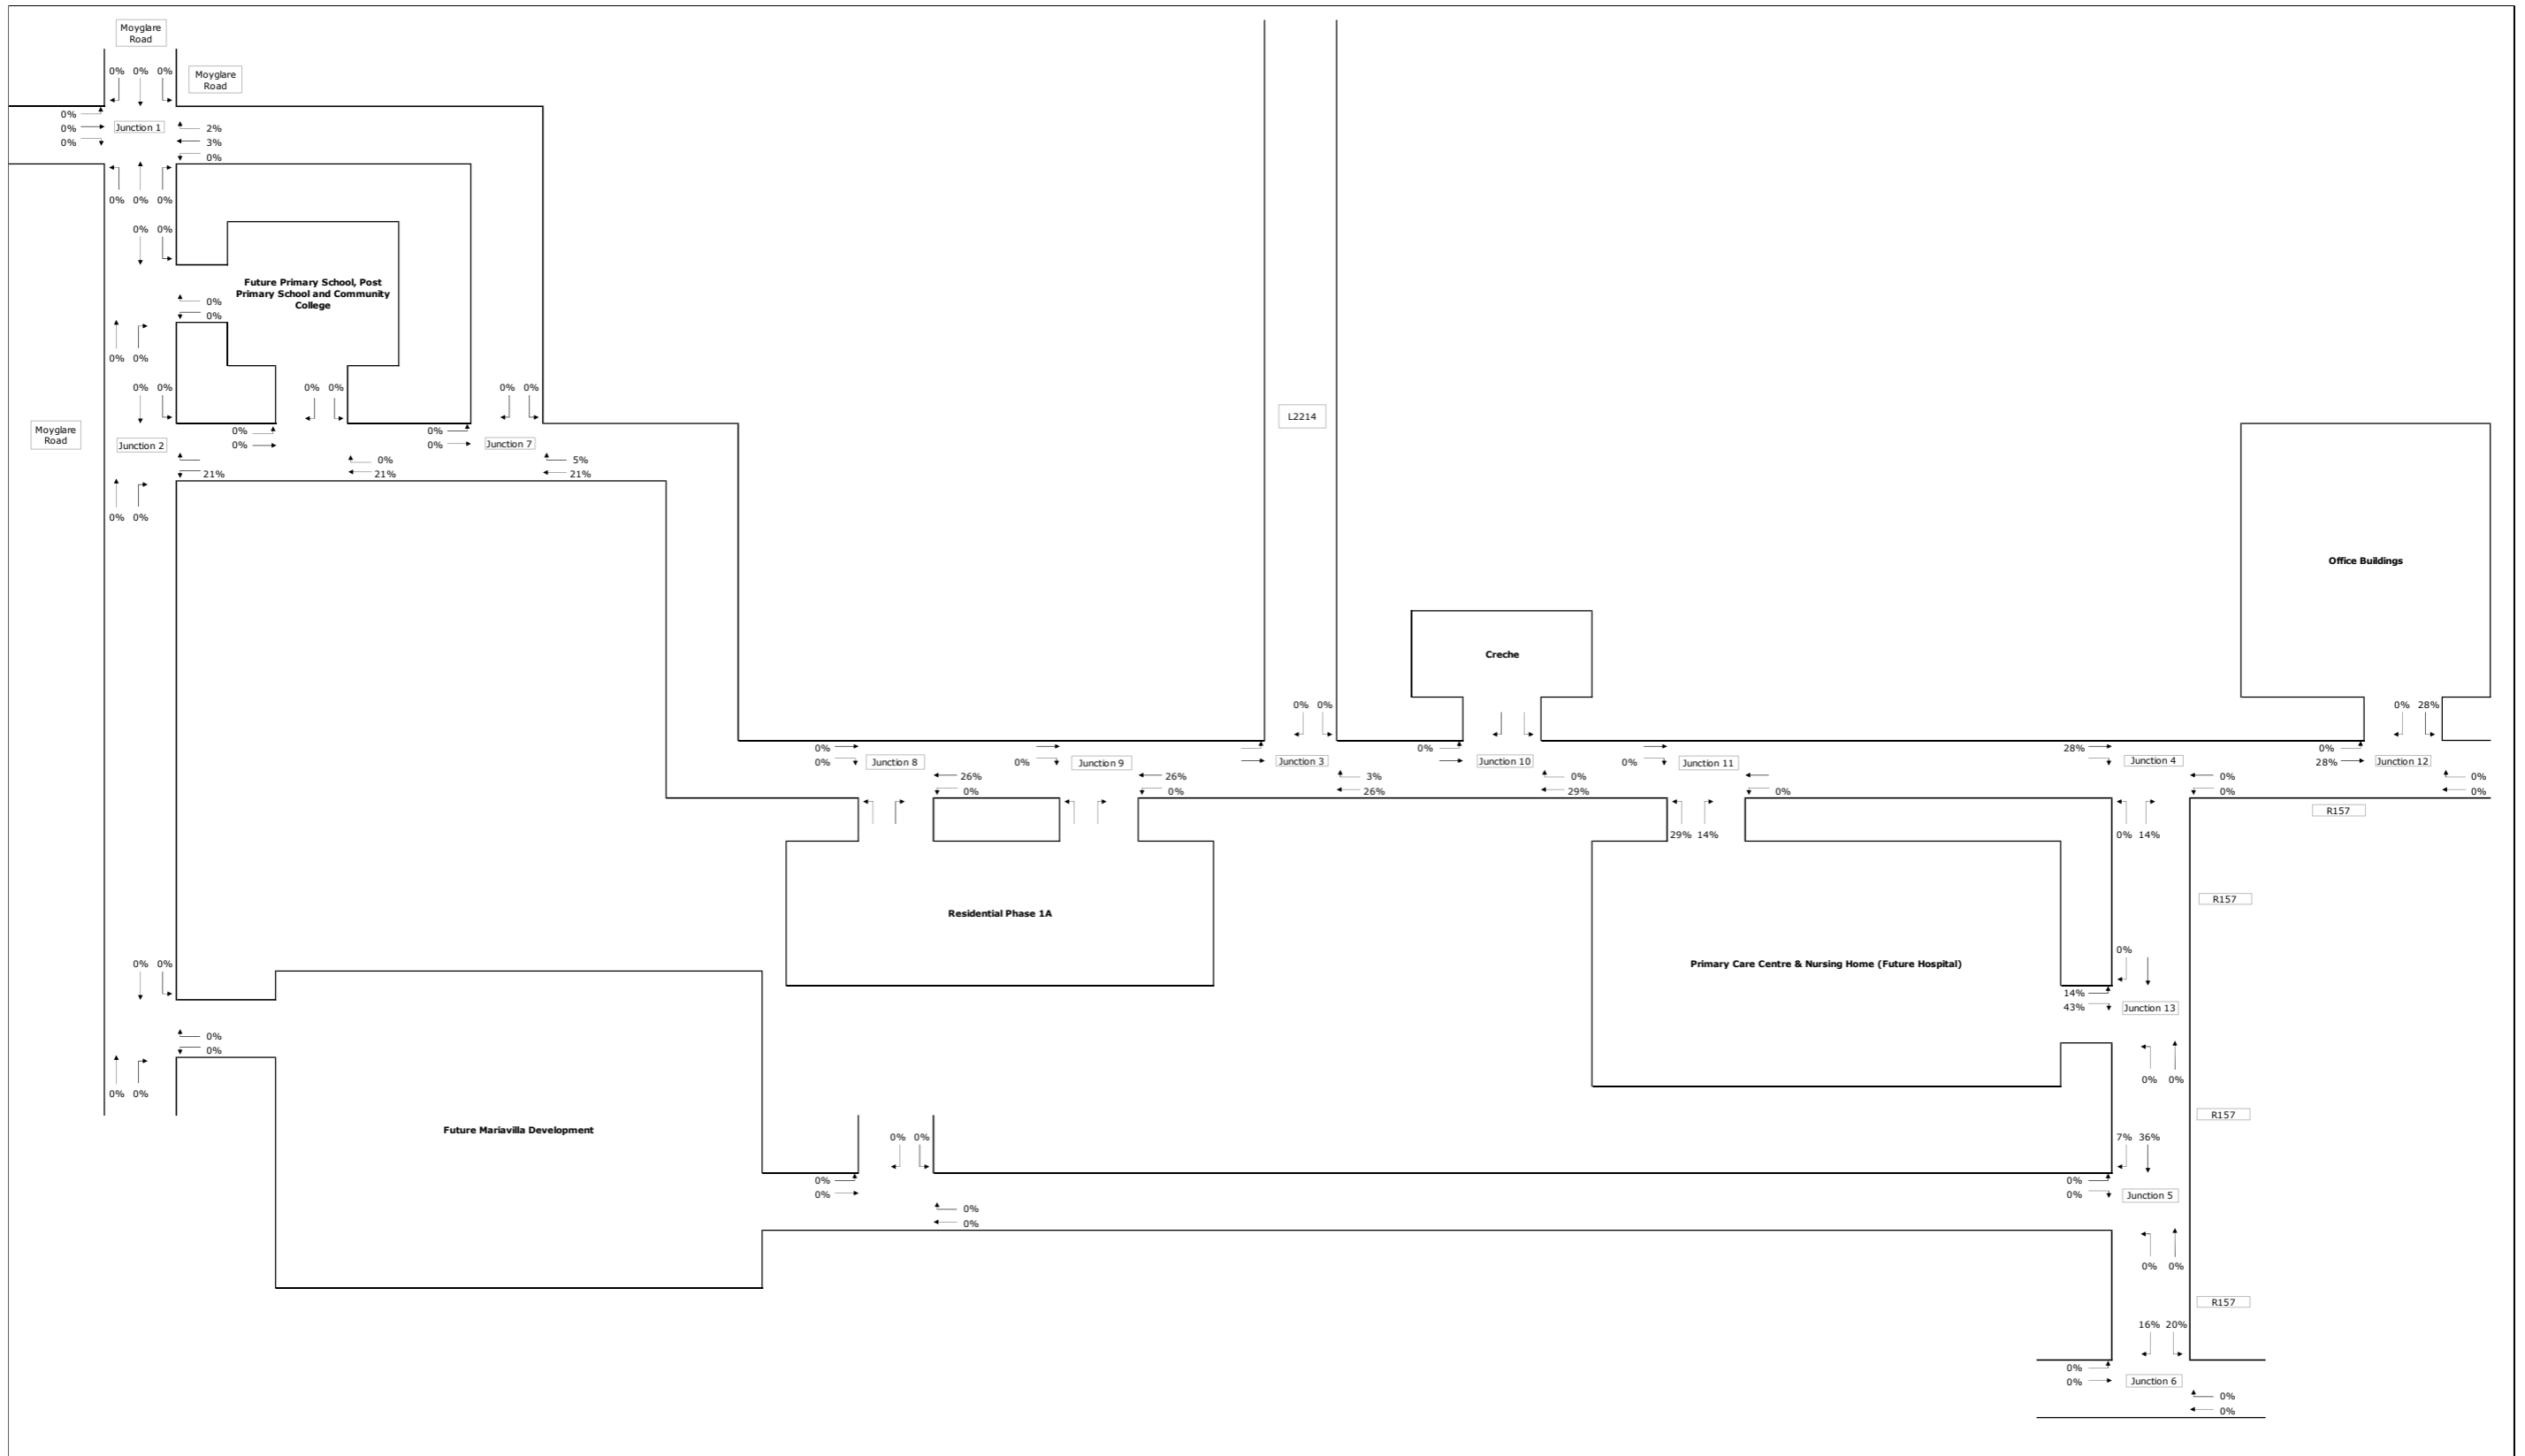 Moyglare
Road
0% 0% 0%
Moyglare
Road
0%
0%
0%
Junction 1
2%
3%
0%
0% 0% 0%
0% 0%
Future Primary School, Post
Primary School and Community
College
0%
0%
0% 0%
0% 0%
0% 0%
0% 0%
Moyglare
Road
Junction 2
0%
0%
0%
0%
Junction 7
L2214
21%
0%
21%
5%
21%
0% 0%
Office Buildings
Creche
0% 0%
0% 28%
0%
0%
Junction 8
0%
Junction 9
Junction 3
0%
Junction 10
0%
Junction 11
28%
Junction 4
0%
28%
Junction 12
26%
0%
26%
0%
3%
26%
0%
29%
0%
0%
0%
0%
0%
R157
29% 14%
0% 14%
R157
Residential Phase 1A
Primary Care Centre & Nursing Home (Future Hospital)
0%
0% 0%
14%
43%
Junction 13
0%
0%
0% 0%
0% 0%
R157
Future Mariavilla Development
0% 0%
7% 36%
0%
0%
0%
0%
Junction 5
0%
0%
0% 0%
R157
16% 20%
0%
0%
Junction 6
0%
0%